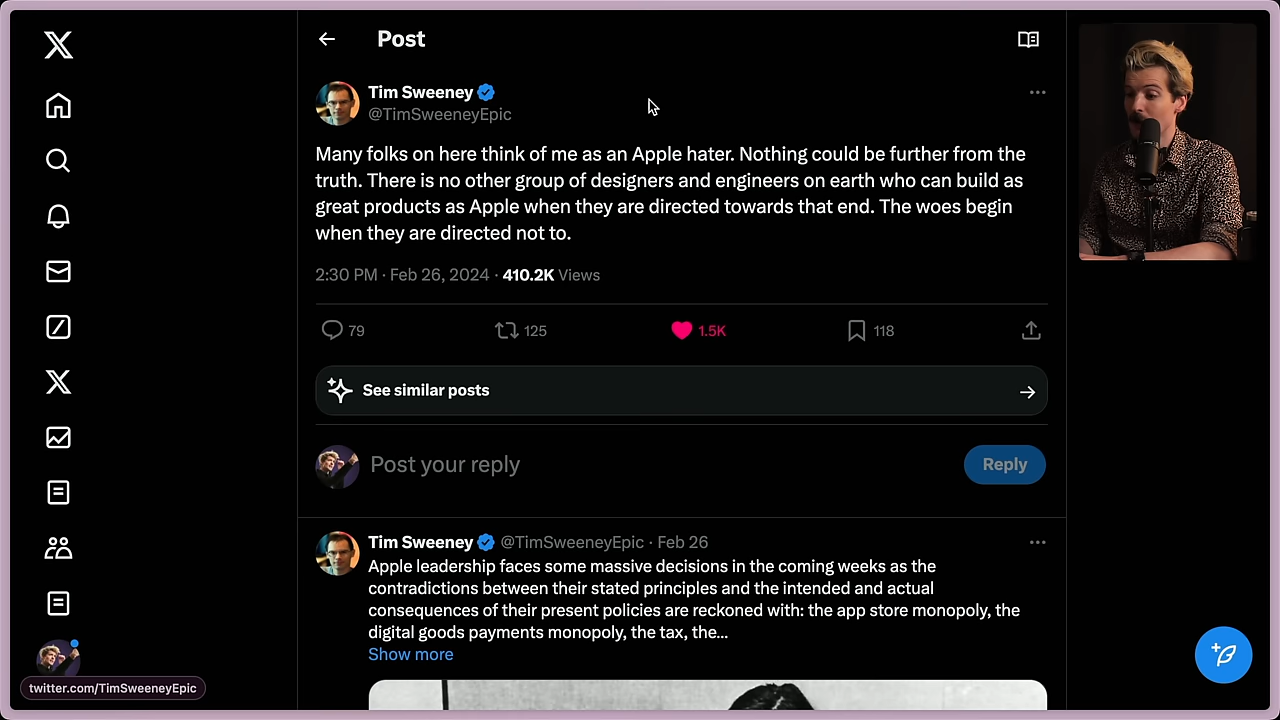 Post
Tim Sweeney
@TimSweeneyEpic
Many folks on here think of me as an Apple hater. Nothing could be further from the
truth. There is no other group of designers and engineers on earth who can build as
great products as Apple when they are directed towards that end. The woes begin
when they are directed not to.
2:30 PM · Feb 26, 2024 · 410.2K Views
79 125 1.5K 118
See similar posts
Post your reply
Reply
Tim Sweeney @TimSweeneyEpic · Feb 26
Apple leadership faces some massive decisions in the coming weeks as the
contradictions between their stated principles and the intended and actual
consequences of their present policies are reckoned with: the app store monopoly, the
digital goods payments monopoly, the tax, the...
Show more
twitter.com/TimSweeneyEpic